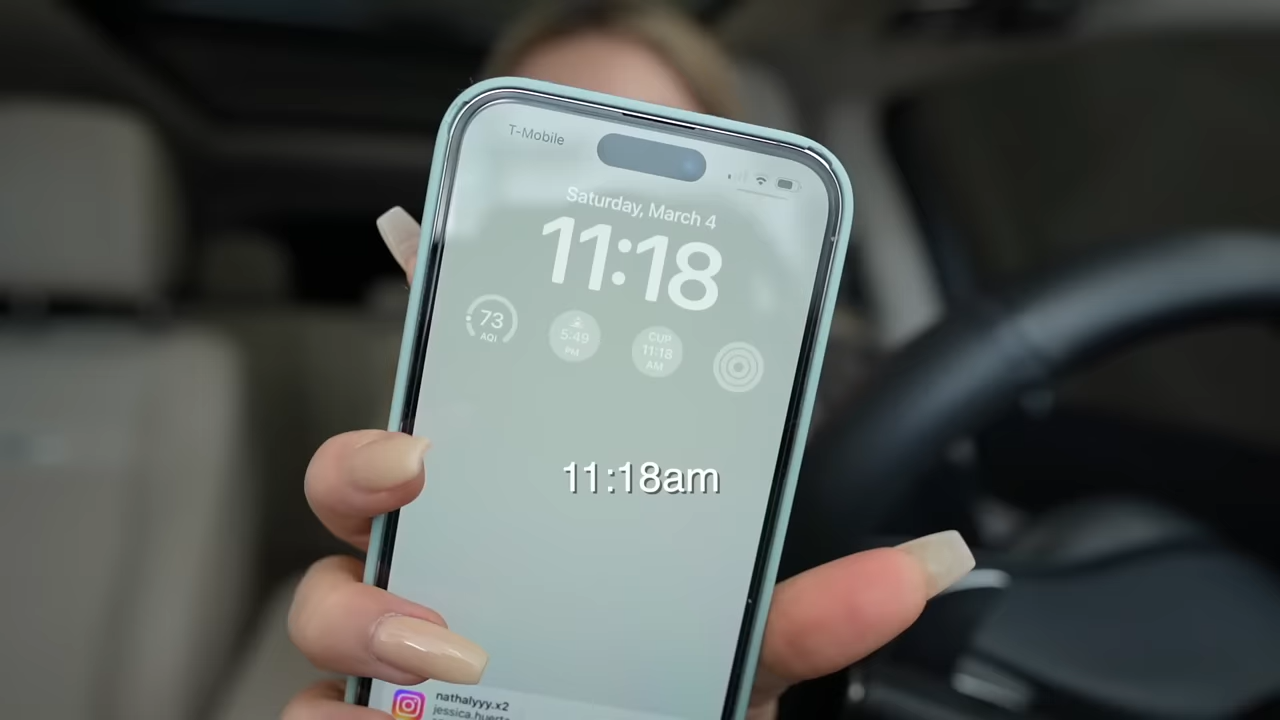 T-Mobile
Saturday, March 4
11:18
73
AQI
5:49
PM
CUP
11:18
AM
11:18am
nathalyyy.x2